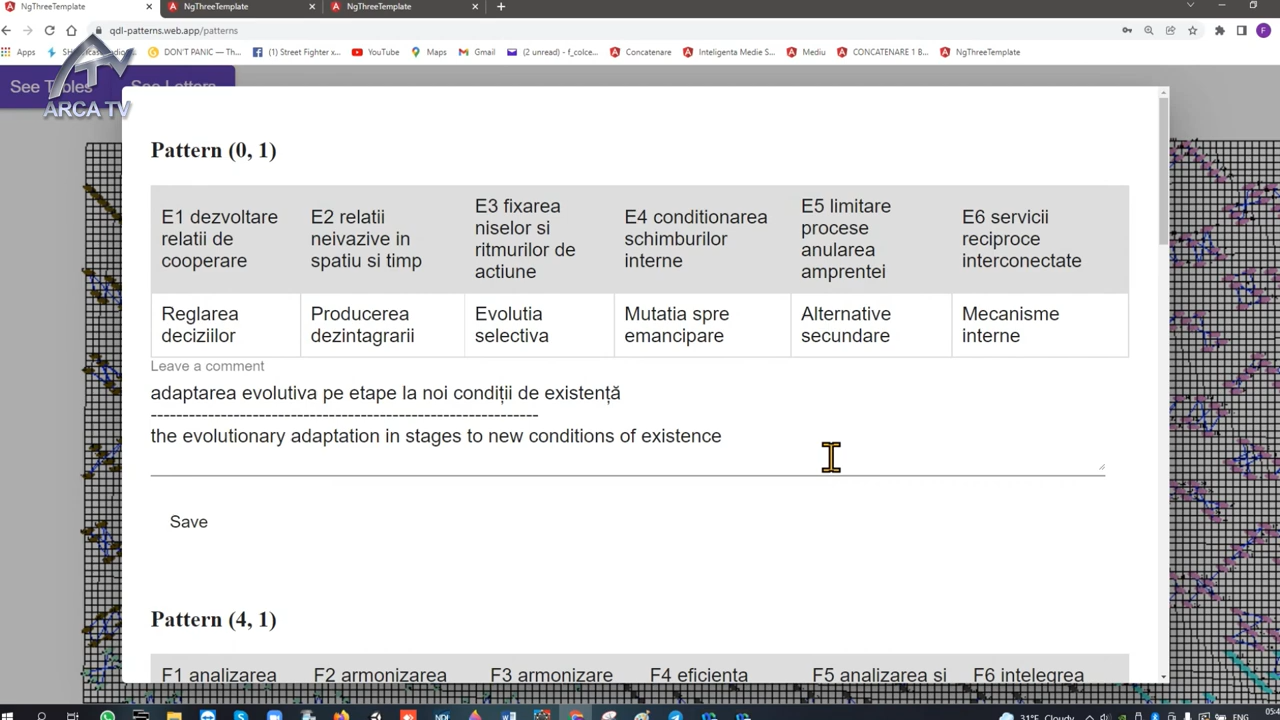 NgThreeTemplate
NgThreeTemplate
NgThreeTemplate
qdl-patterns.web.app/patterns
Apps
DON'T PANIC — Th...
(1) Street Fighter x...
YouTube
Maps
Gmail
(2 unread) - f_colce...
Concatenare
Inteligenta Medie S...
Mediu
CONCATENARE 1 B...
NgThreeTemplate
See Tables
See Letters
ARCA TV
Pattern (0, 1)
E1 dezvoltare
relatii de
cooperare
E2 relatii
neivazive in
spatiu si timp
E3 fixarea
niselor si
ritmurilor de
actiune
E4 conditionarea
schimburilor
interne
E5 limitare
procese
anularea
amprentei
E6 servicii
reciproce
interconectate
Reglarea
deciziilor
Producerea
dezintagrarii
Evolutia
selectiva
Mutatia spre
emancipare
Alternative
secundare
Mecanisme
interne
Leave a comment
adaptarea evolutiva pe etape la noi condiții de existență
------------------------------------------------------------
the evolutionary adaptation in stages to new conditions of existence
Save
Pattern (4, 1)
F1 analizarea
F2 armonizarea
F3 armonizare
F4 eficienta
F5 analizarea si
F6 intelegrea
31°F Cloudy
ENG